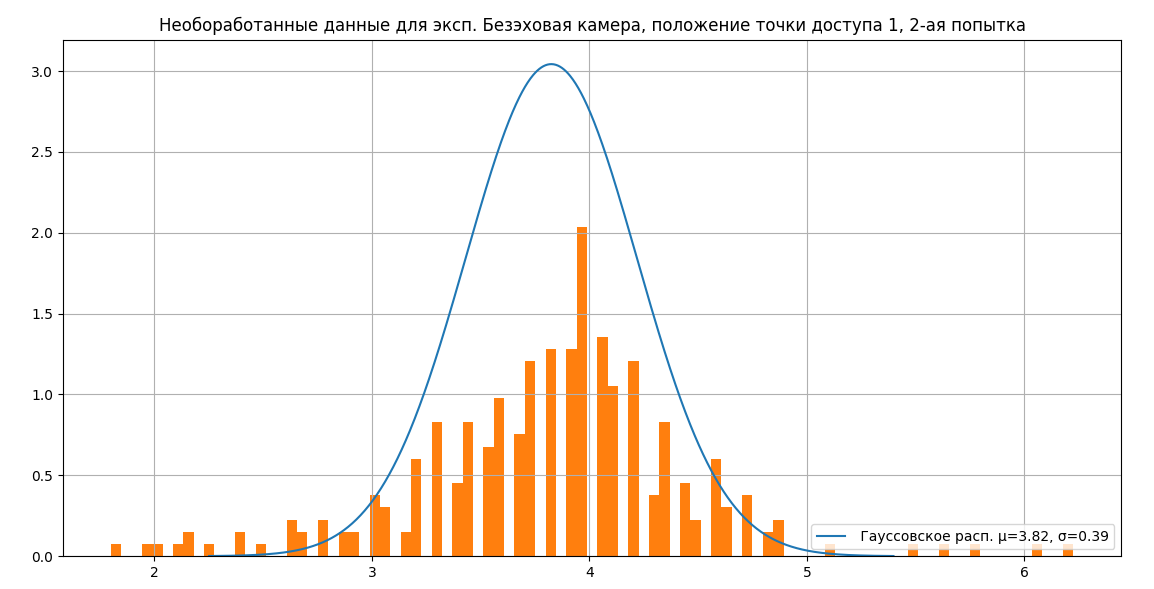 Необоработанные данные для эксп. Безэховая камера, положение точки доступа 1, 2-ая попытка
3.0
2.5
2.0
1.5
1.0
0.5
0.0
Гауссовское расп. μ=3.82, σ=0.39
2 3 4 5 6